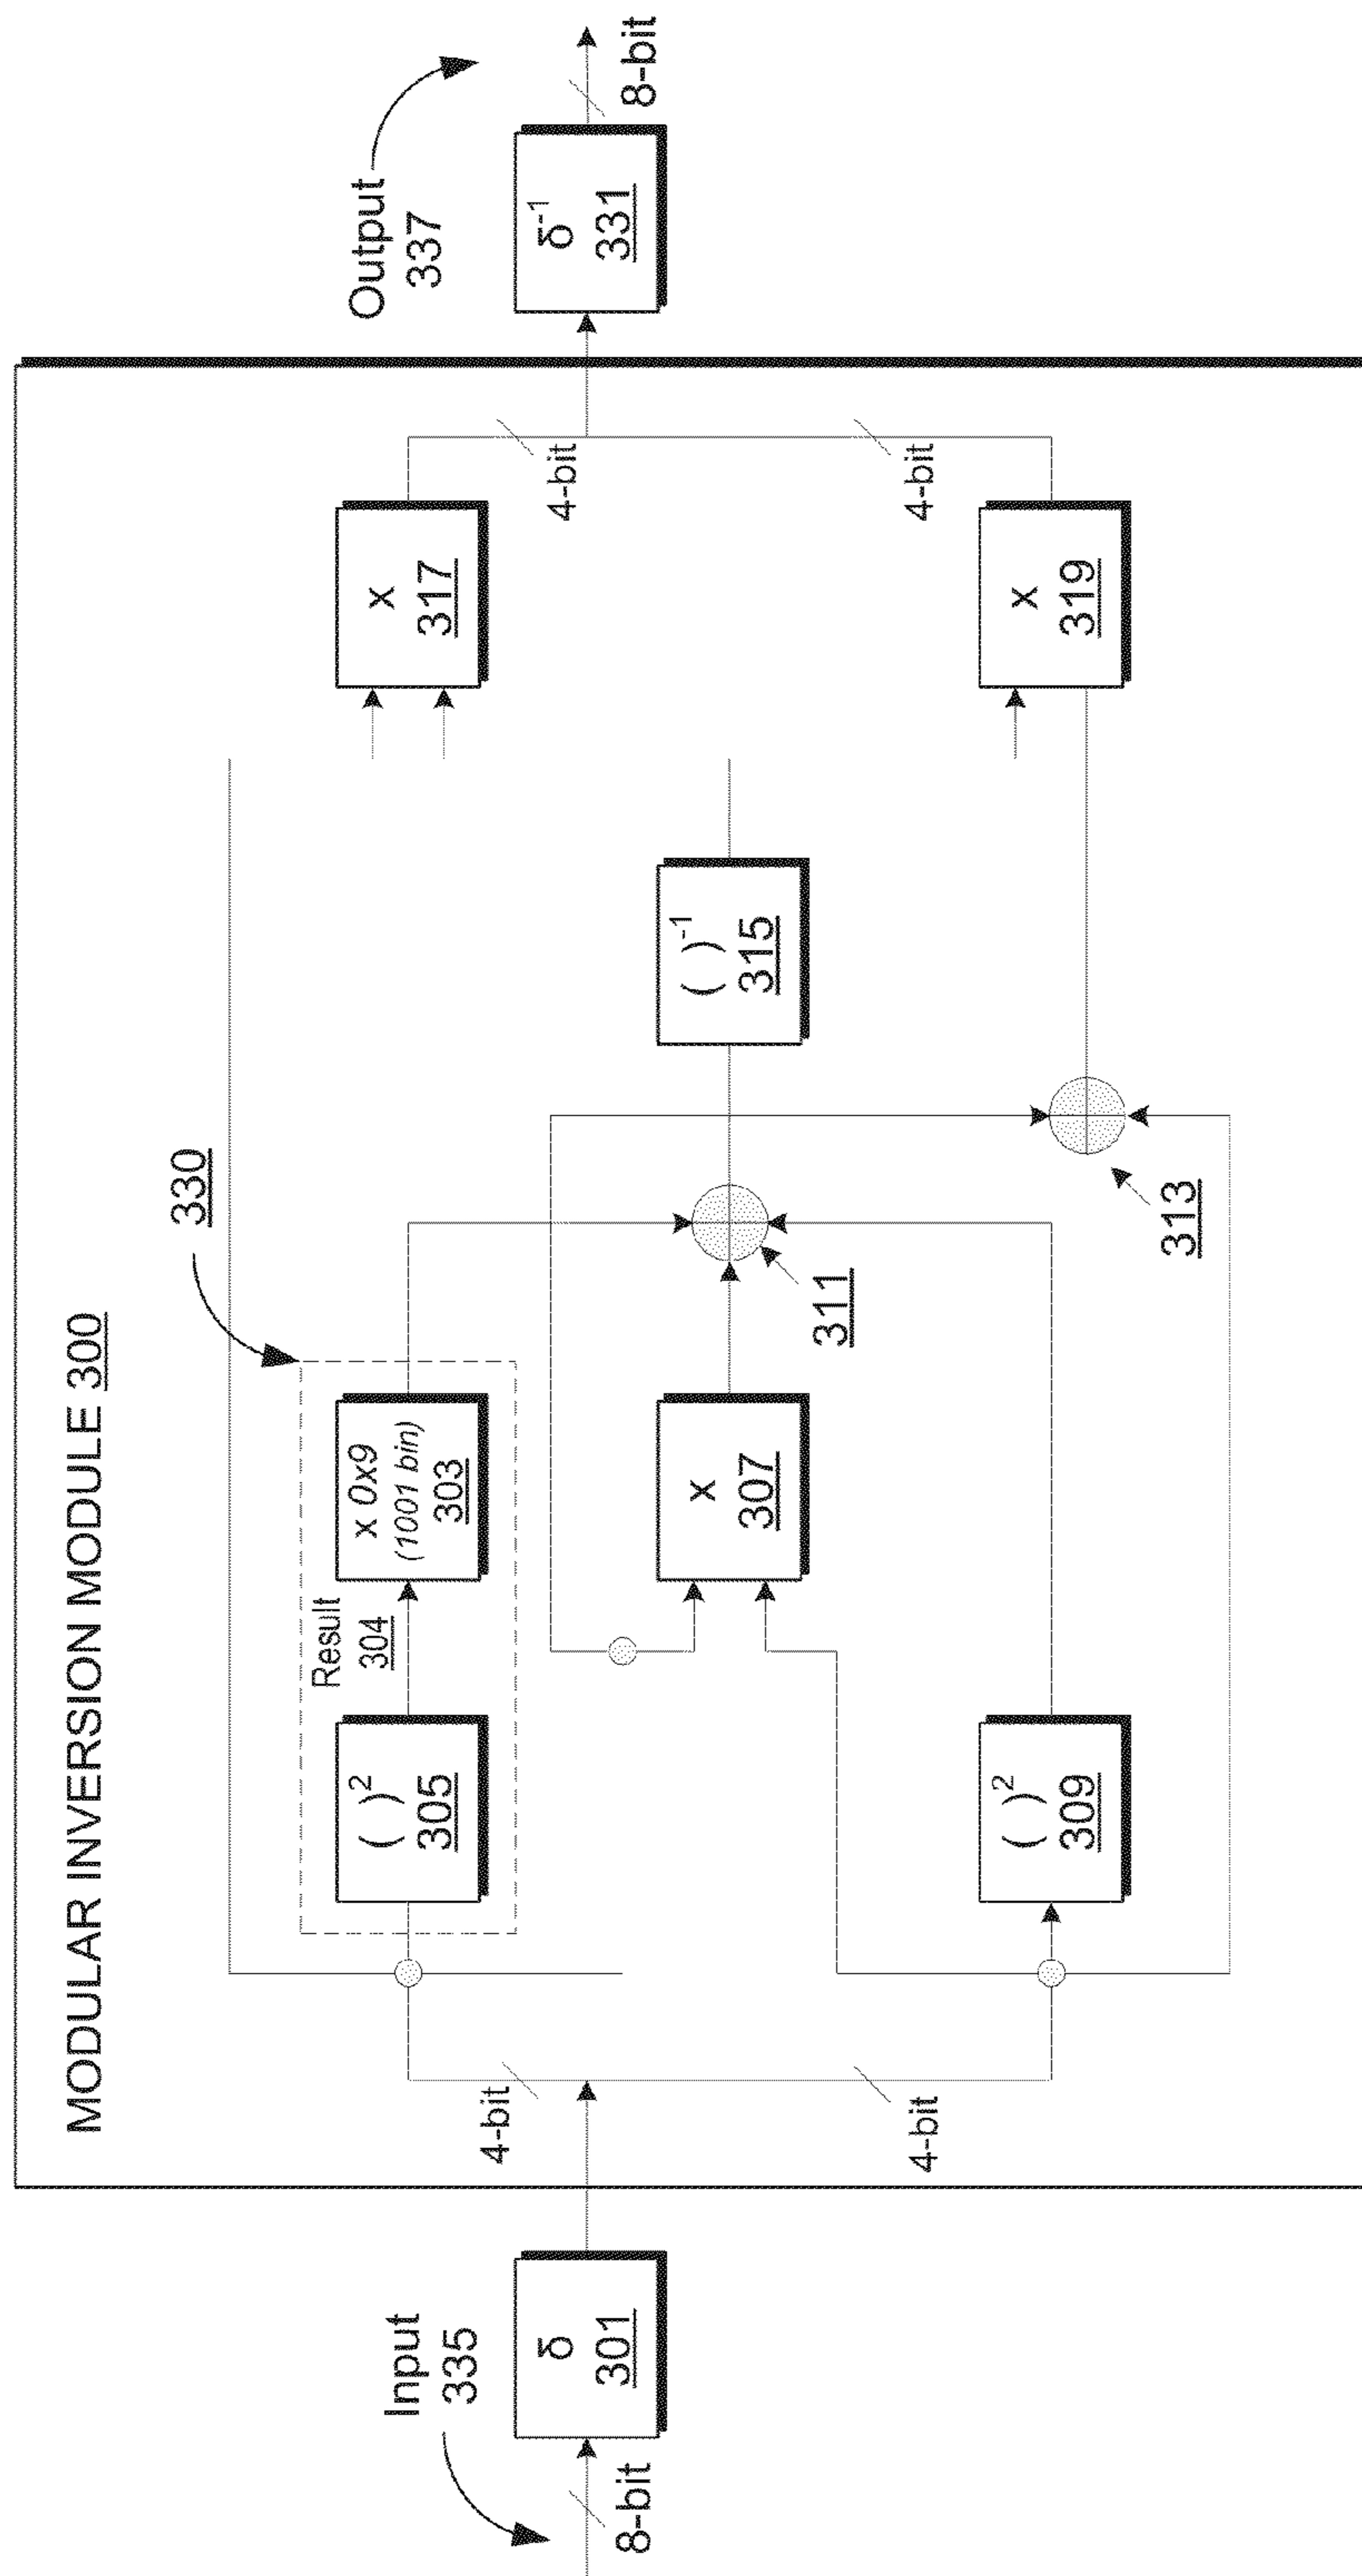 MODULAR INVERSION MODULE 300
330
Input
335
8-bit
δ
301
4-bit
4-bit
( )²
305
Result
304
x 0x9
(1001 bin)
303
x
307
( )²
309
311
313
( )⁻¹
315
x
317
x
319
4-bit
4-bit
δ⁻¹
331
Output
337
8-bit